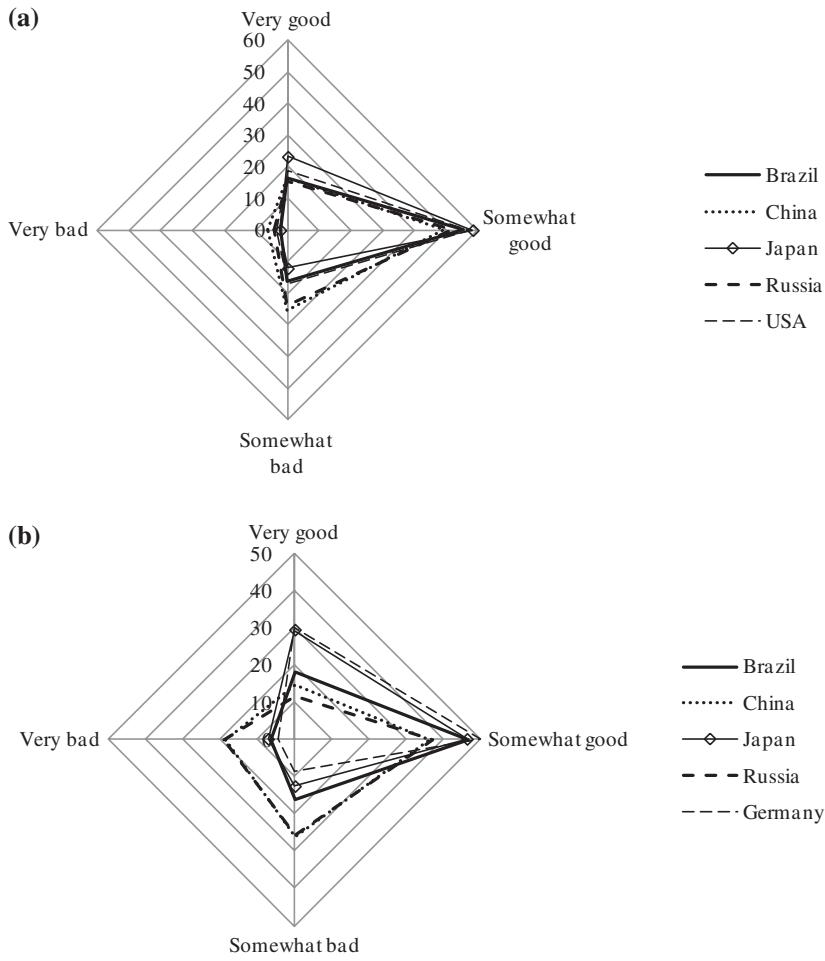 (a)
Very good
60
50
40
30
20
10
0
Very bad
Somewhat
good
Somewhat
bad
Brazil
China
Japan
Russia
USA
(b)
Very good
50
40
30
20
10
Very bad
Somewhat good
Somewhat bad
Brazil
China
Japan
Russia
Germany